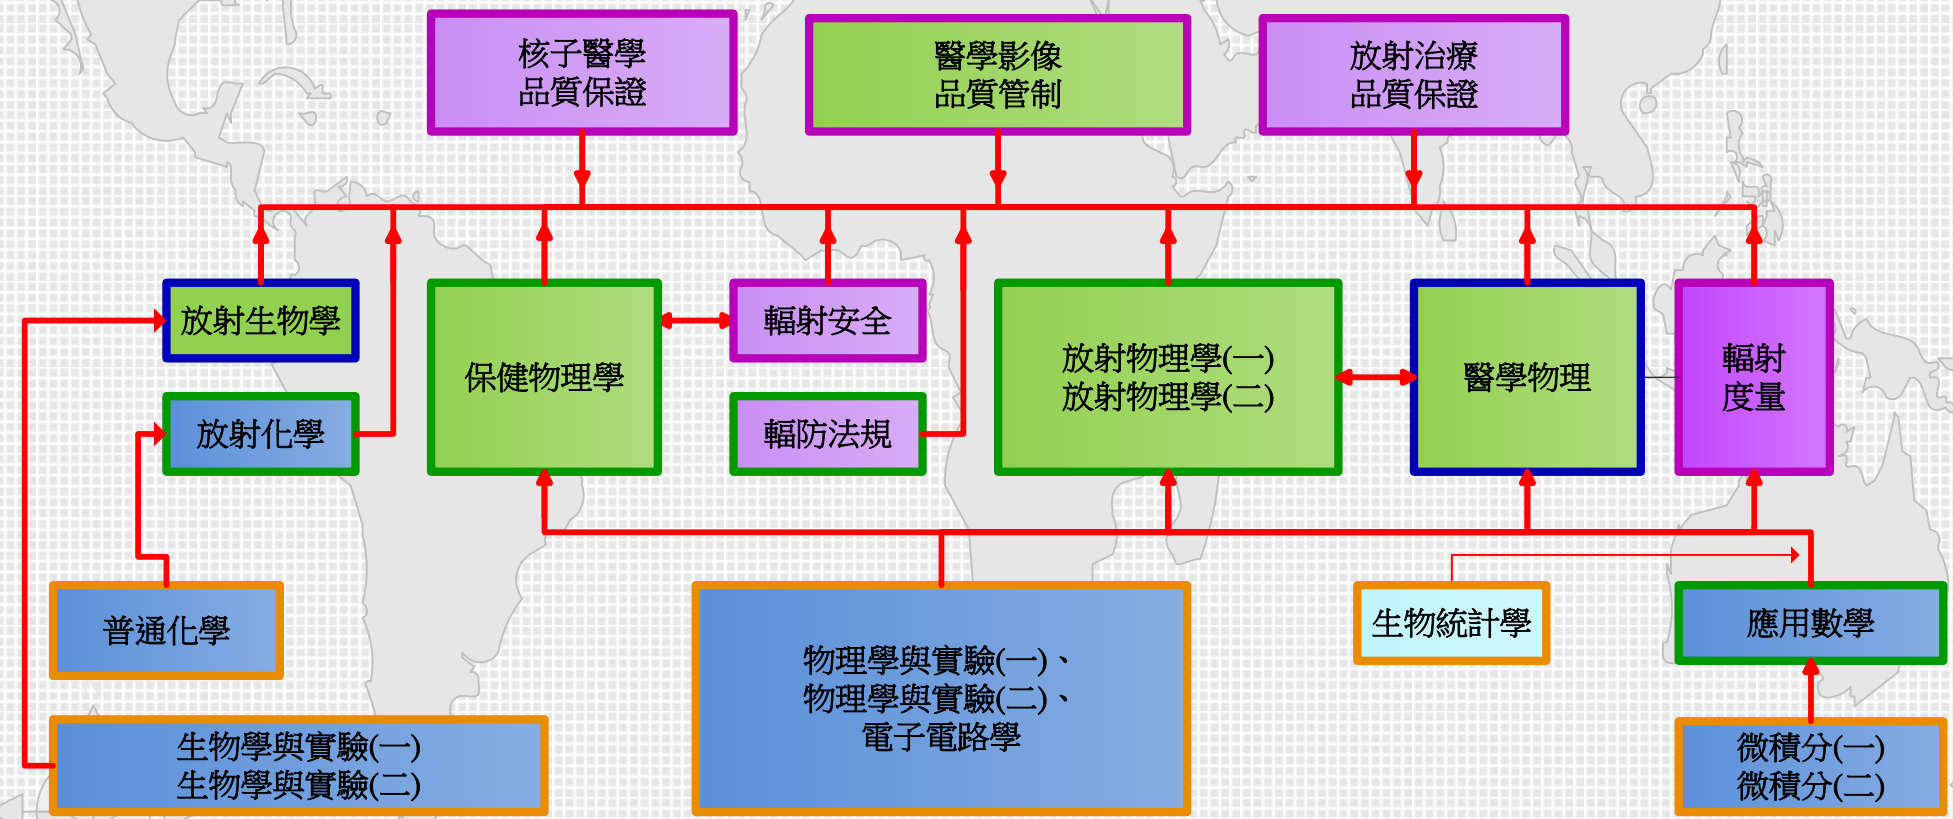 核子醫學
品質保證
醫學影像
品質管制
放射治療
品質保證
放射生物學
放射化學
保健物理學
輻射安全
輻防法規
放射物理學(一)
放射物理學(二)
醫學物理
輻射
度量
普通化學
生物學與實驗(一)
生物學與實驗(二)
物理學與實驗(一)、
物理學與實驗(二)、
電子電路學
生物統計學
應用數學
微積分(一)
微積分(二)